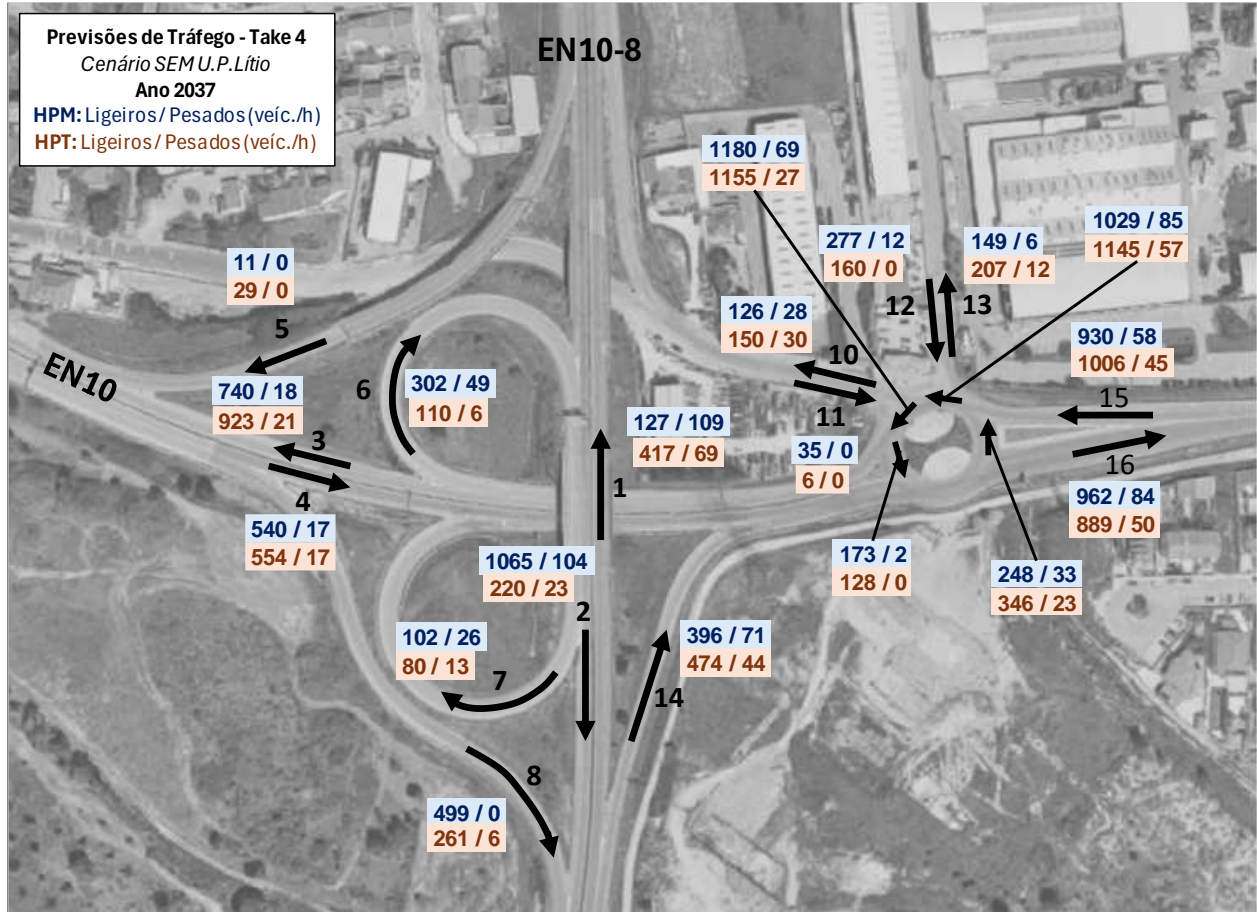 Previsões de Tráfego - Take 4
Cenário SEM U.P.Lítio
Ano 2037
HPM: Ligeiros / Pesados (veíc./h)
HPT: Ligeiros / Pesados (veíc./h)
EN10-8
1180 / 69
1155 / 27
277 / 12
160 / 0
149 / 6
207 / 12
1029 / 85
1145 / 57
11 / 0
29 / 0
5
12
13
126 / 28
150 / 30
10
930 / 58
1006 / 45
15
EN10
740 / 18
923 / 21
6
302 / 49
110 / 6
11
127 / 109
417 / 69
3
35 / 0
6 / 0
16
4
1
962 / 84
889 / 50
540 / 17
554 / 17
1065 / 104
220 / 23
173 / 2
128 / 0
248 / 33
346 / 23
2
102 / 26
80 / 13
396 / 71
474 / 44
7
14
8
499 / 0
261 / 6